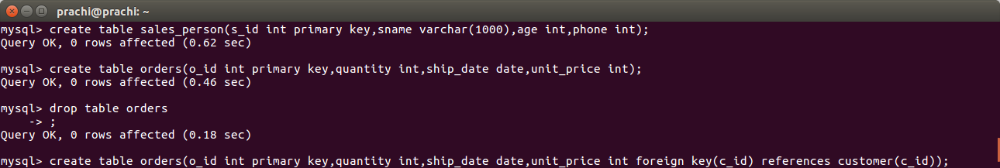 prachi@prachi: ~
mysql> create table sales_person(s_id int primary key,sname varchar(1000),age int,phone int);
Query OK, 0 rows affected (0.62 sec)
mysql> create table orders(o_id int primary key,quantity int,ship_date date,unit_price int);
Query OK, 0 rows affected (0.46 sec)
mysql> drop table orders
    -> ;
Query OK, 0 rows affected (0.18 sec)
mysql> create table orders(o_id int primary key,quantity int,ship_date date,unit_price int foreign key(c_id) references customer(c_id));